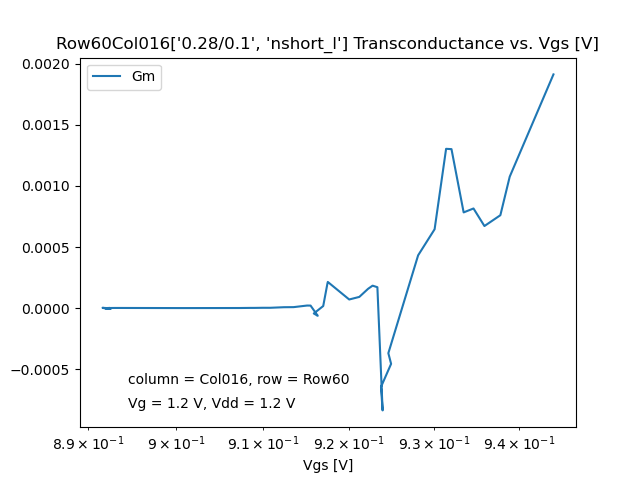 Row60Col016['0.28/0.1', 'nshort_l'] Transconductance vs. Vgs [V]
Gm
0.0020
0.0015
0.0010
0.0005
0.0000
−0.0005
column = Col016, row = Row60
Vg = 1.2 V, Vdd = 1.2 V
8.9 × 10⁻¹ 9 × 10⁻¹ 9.1 × 10⁻¹ 9.2 × 10⁻¹ 9.3 × 10⁻¹ 9.4 × 10⁻¹
Vgs [V]